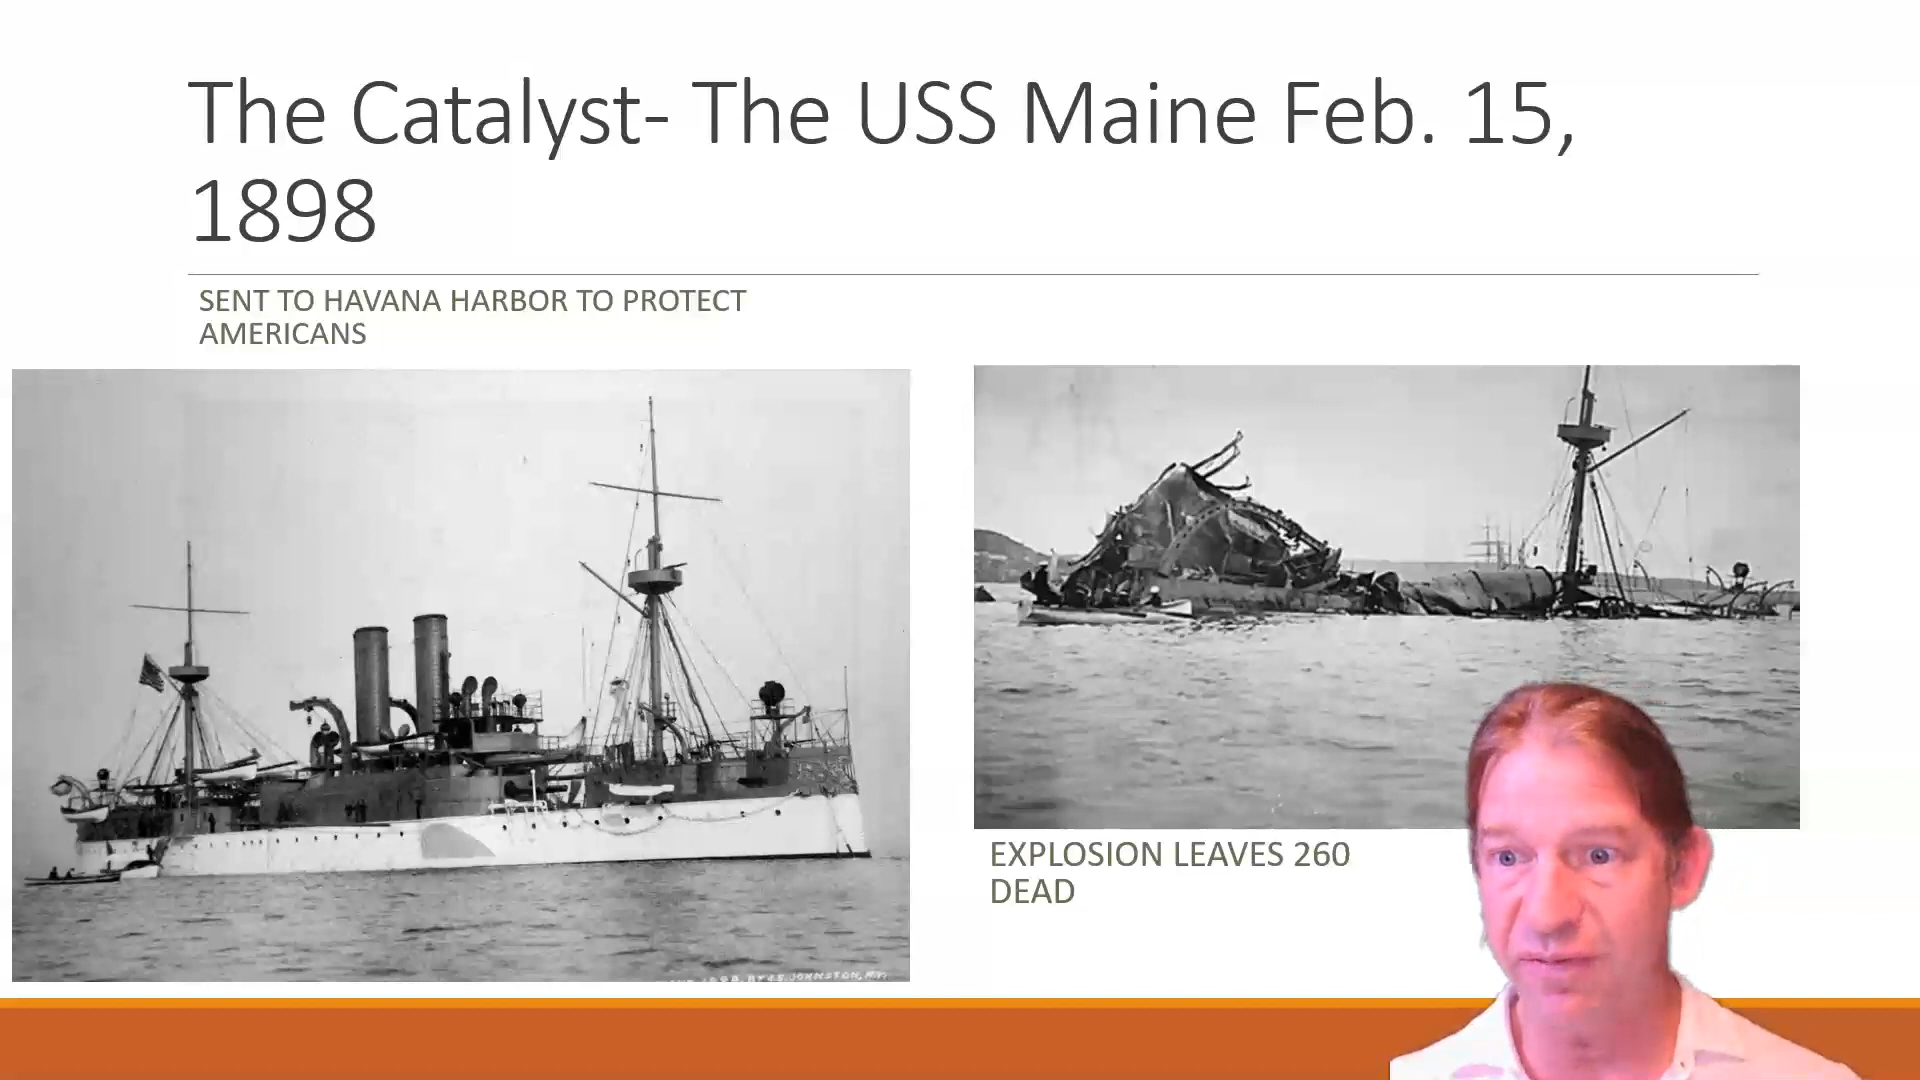 The Catalyst- The USS Maine Feb. 15,
1898
SENT TO HAVANA HARBOR TO PROTECT
AMERICANS
EXPLOSION LEAVES 260
DEAD
JOHNSTON, N.Y.